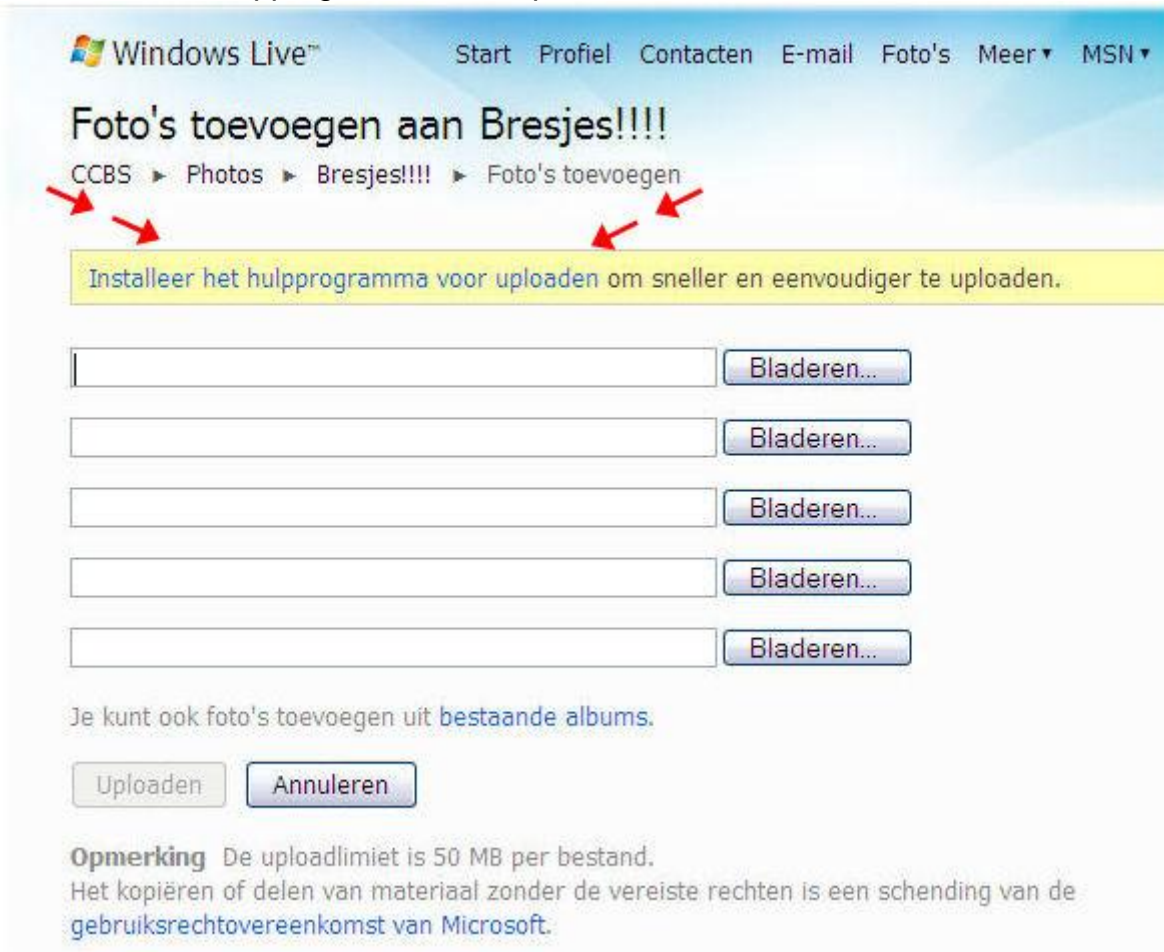 Windows Live™ Start Profiel Contacten E-mail Foto's Meer MSN
Foto's toevoegen aan Bresjes!!!!
CCBS ► Photos ► Bresjes!!!! ► Foto's toevoegen
Installeer het hulpprogramma voor uploaden om sneller en eenvoudiger te uploaden.
Bladeren...
Bladeren...
Bladeren...
Bladeren...
Bladeren...
Je kunt ook foto's toevoegen uit bestaande albums.
Uploaden Annuleren
Opmerking De uploadlimiet is 50 MB per bestand.
Het kopiëren of delen van materiaal zonder de vereiste rechten is een schending van de
gebruiksrechtovereenkomst van Microsoft.